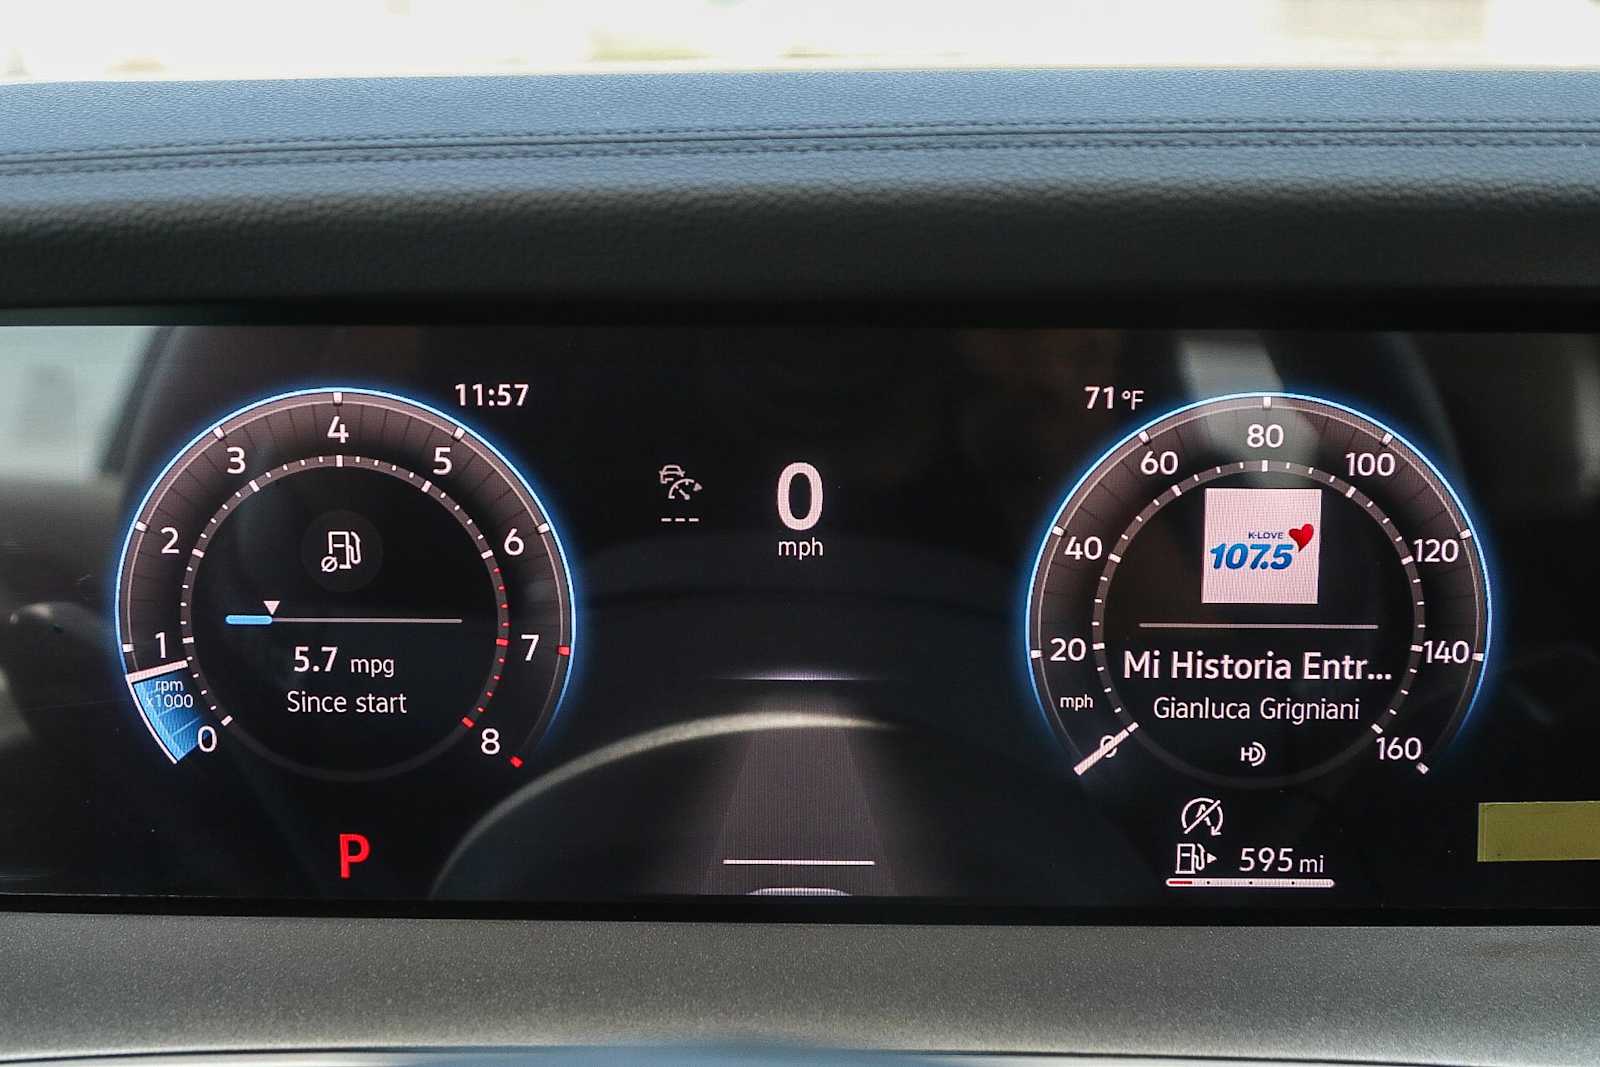 11:57
71 °F
0
mph
---
0
1
2
3
4
5
6
7
8
rpm
x1000
5.7 mpg
Since start
P
0
20
40
60
80
100
120
140
160
mph
K-LOVE
107.5
Mi Historia Entr...
Gianluca Grigniani
HD
A
595 mi